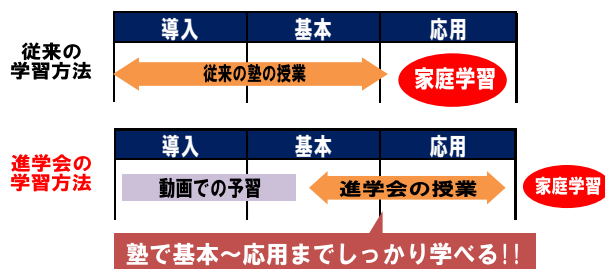 導入 基本 応用
従来の
学習方法
従来の塾の授業
家庭学習
導入 基本 応用
進学会の
学習方法
動画での予習
進学会の授業
家庭学習
塾で基本～応用までしっかり学べる!!